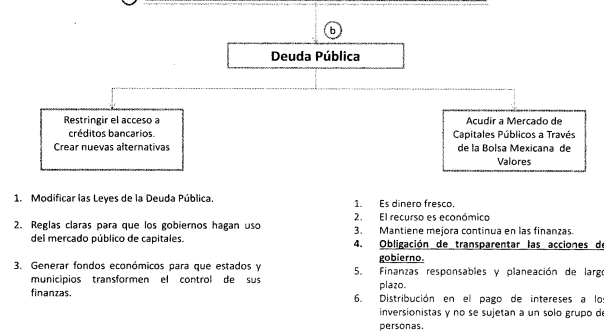 b
Deuda Pública
Restringir el acceso a
créditos bancarios.
Crear nuevas alternativas
Acudir a Mercado de
Capitales Públicos a Través
de la Bolsa Mexicana de
Valores
1. Modificar las Leyes de la Deuda Pública.
2. Reglas claras para que los gobiernos hagan uso
del mercado público de capitales.
3. Generar fondos económicos para que estados y
municipios transformen el control de sus
finanzas.
1. Es dinero fresco.
2. El recurso es económico
3. Mantiene mejora continua en las finanzas.
4. Obligación de transparentar las acciones de
gobierno.
5. Finanzas responsables y planeación de largo
plazo.
6. Distribución en el pago de intereses a los
inversionistas y no se sujetan a un solo grupo de
personas.